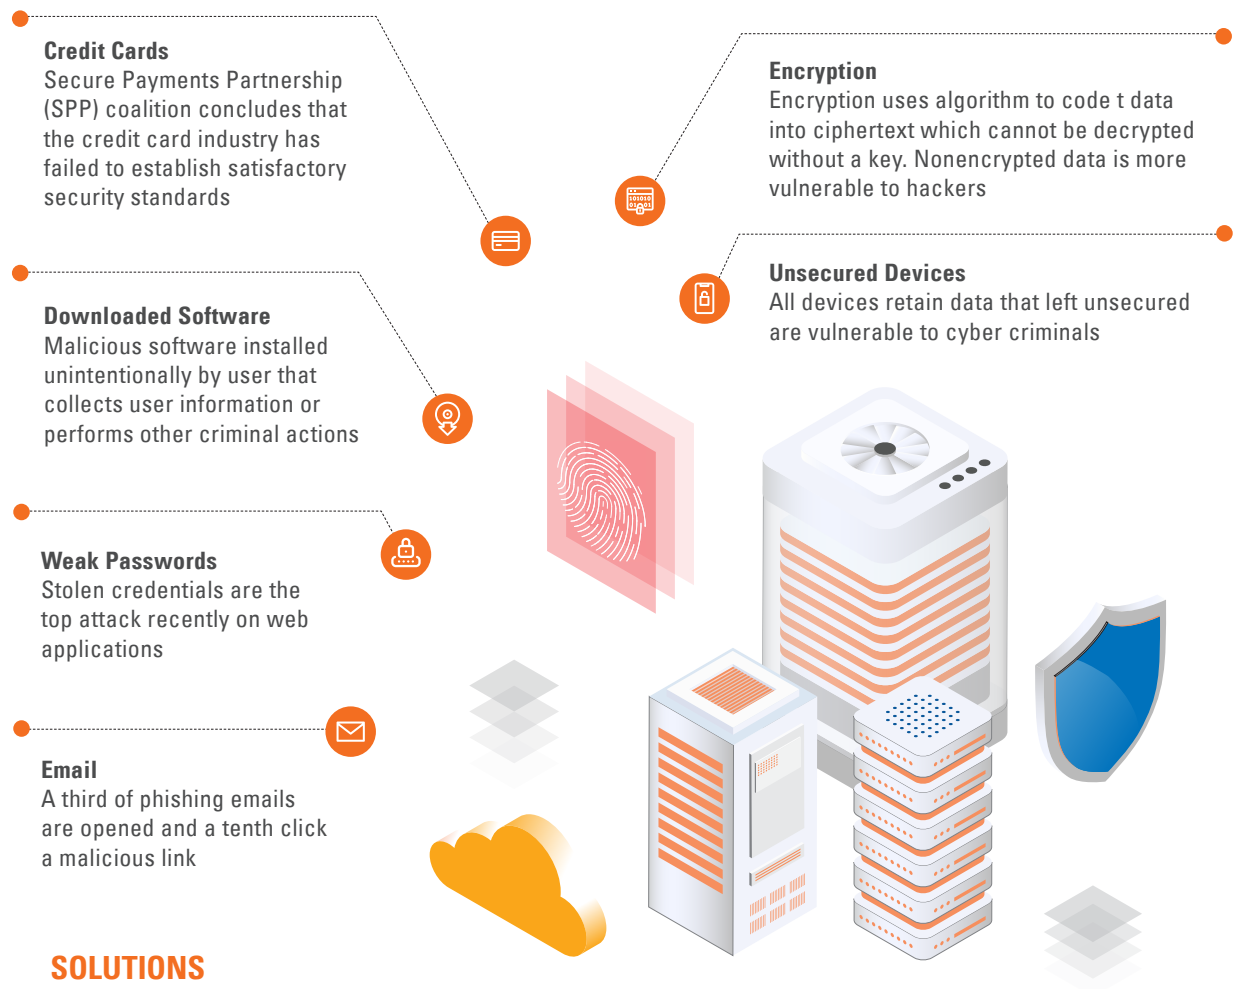 Credit Cards
Secure Payments Partnership
(SPP) coalition concludes that
the credit card industry has
failed to establish satisfactory
security standards
Encryption
Encryption uses algorithm to code t data
into ciphertext which cannot be decrypted
without a key. Nonencrypted data is more
vulnerable to hackers
101010
01 01
Unsecured Devices
All devices retain data that left unsecured
are vulnerable to cyber criminals
Downloaded Software
Malicious software installed
unintentionally by user that
collects user information or
performs other criminal actions
Weak Passwords
Stolen credentials are the
top attack recently on web
applications
Email
A third of phishing emails
are opened and a tenth click
a malicious link
SOLUTIONS